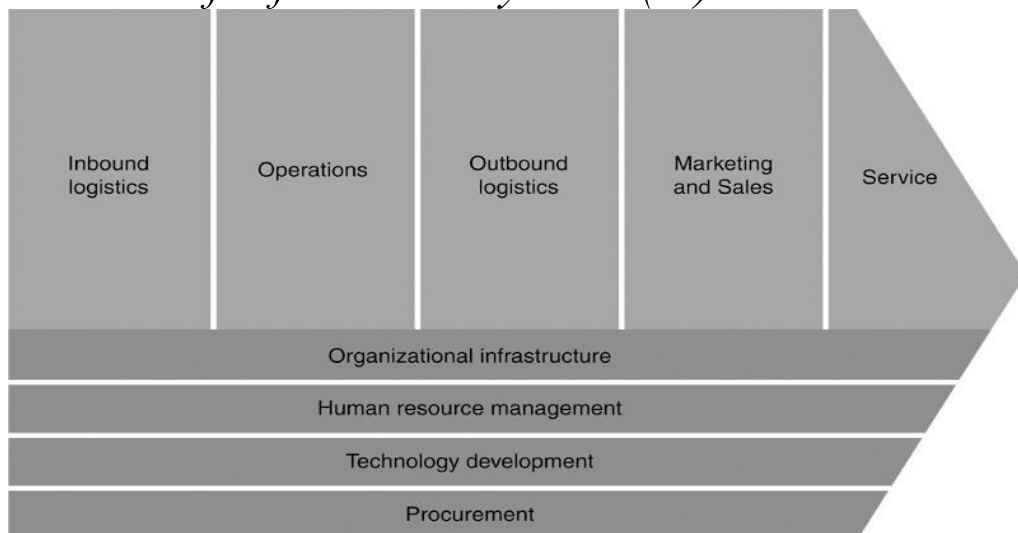 Inbound
logistics
Operations
Outbound
logistics
Marketing
and Sales
Service
Organizational infrastructure
Human resource management
Technology development
Procurement